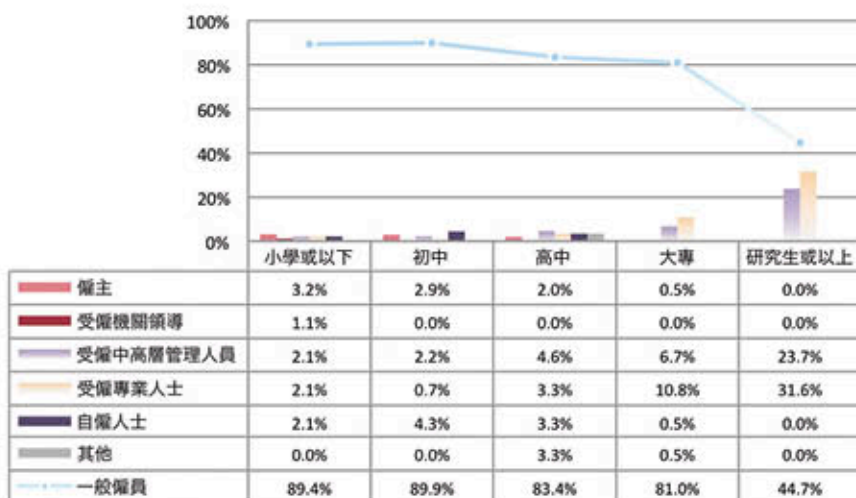 100%
80%
60%
40%
20%
0%
小學或以下 初中 高中 大專 研究生或以上
僱主 3.2% 2.9% 2.0% 0.5% 0.0%
受僱機關領導 1.1% 0.0% 0.0% 0.0% 0.0%
受僱中高層管理人員 2.1% 2.2% 4.6% 6.7% 23.7%
受僱專業人士 2.1% 0.7% 3.3% 10.8% 31.6%
自僱人士 2.1% 4.3% 3.3% 0.5% 0.0%
其他 0.0% 0.0% 3.3% 0.5% 0.0%
一般僱員 89.4% 89.9% 83.4% 81.0% 44.7%